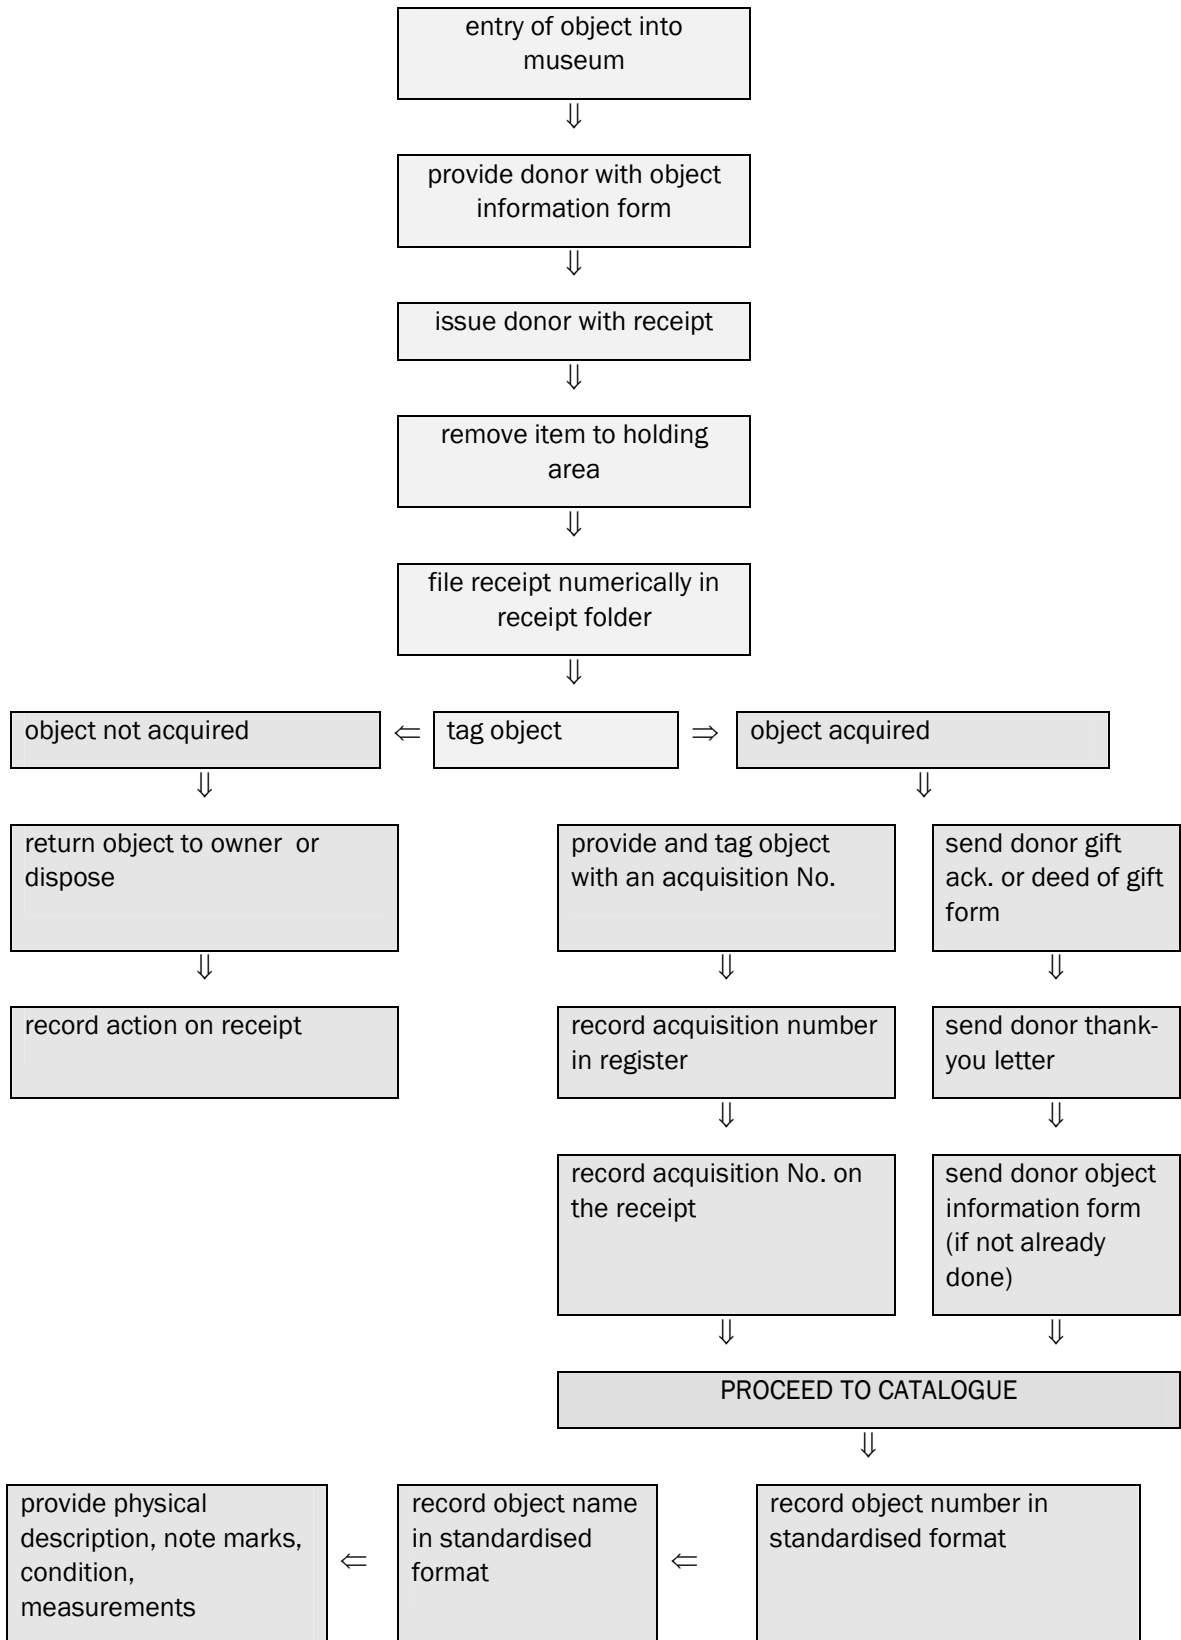 entry of object into
museum
⇓
provide donor with object
information form
⇓
issue donor with receipt
⇓
remove item to holding
area
⇓
file receipt numerically in
receipt folder
⇓
object not acquired ⇐ tag object ⇒ object acquired
⇓ ⇓
return object to owner or
dispose
provide and tag object
with an acquisition No.
send donor gift
ack. or deed of gift
form
⇓ ⇓ ⇓
record action on receipt
record acquisition number
in register
send donor thank-
you letter
⇓ ⇓
record acquisition No. on
the receipt
send donor object
information form
(if not already
done)
⇓ ⇓
PROCEED TO CATALOGUE
⇓
provide physical
description, note marks,
condition,
measurements
⇐
record object name
in standardised
format
⇐
record object number in
standardised format